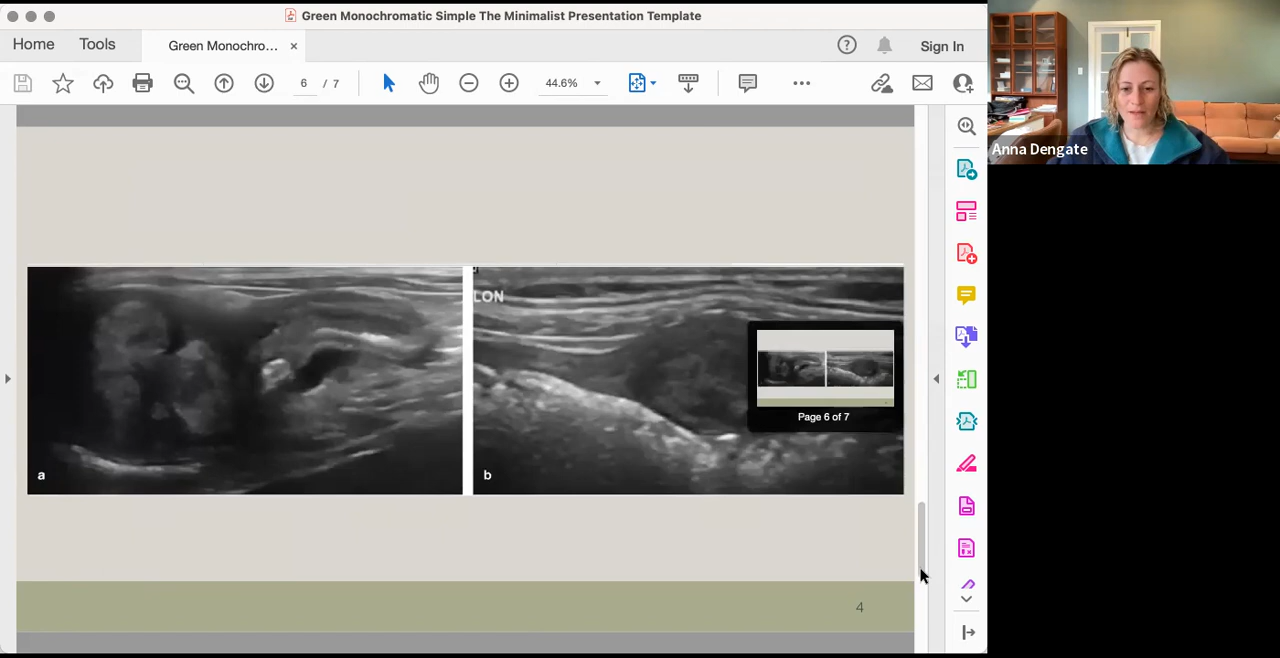 Green Monochromatic Simple The Minimalist Presentation Template
Home Tools Green Monochro... × Sign In
6 / 7 44.6%
Anna Dengate
LON
Page 6 of 7
a
b
4